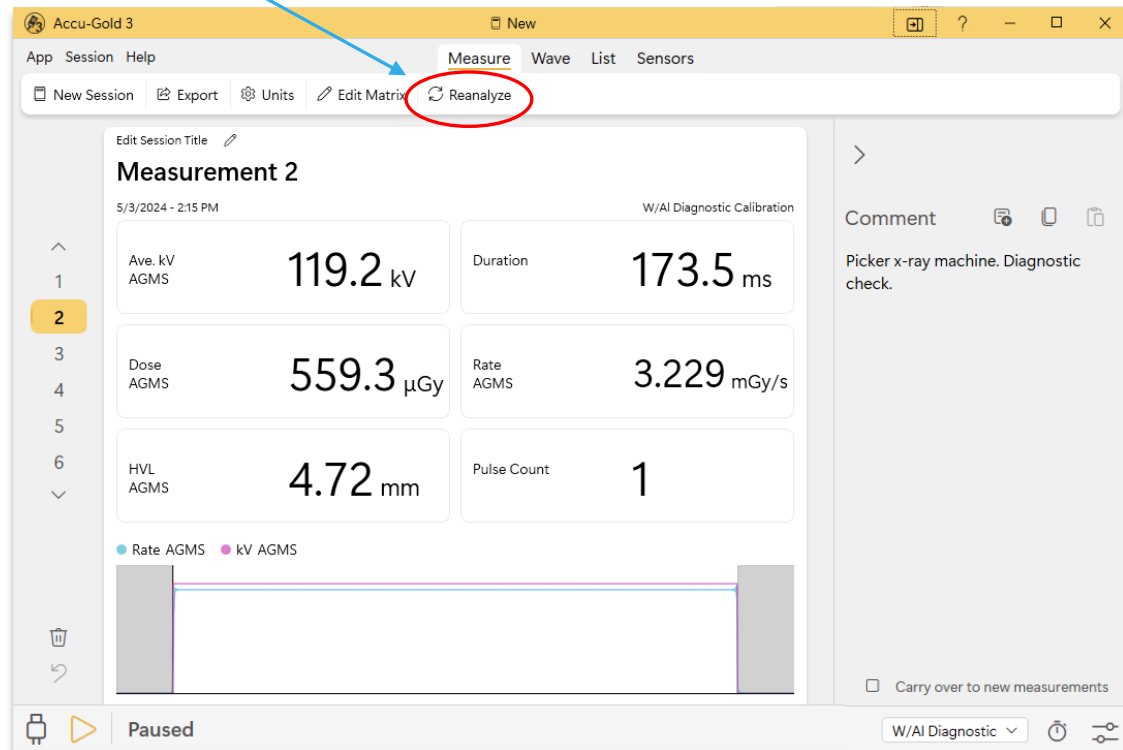 Accu-Gold 3
New
?
App Session Help
Measure Wave List Sensors
New Session Export Units Edit Matrix Reanalyze
Edit Session Title
Measurement 2
5/3/2024 - 2:15 PM
W/Al Diagnostic Calibration
Ave. kV
AGMS
119.2 kV
Duration
173.5 ms
Dose
AGMS
559.3 µGy
Rate
AGMS
3.229 mGy/s
HVL
AGMS
4.72 mm
Pulse Count
1
Rate AGMS kV AGMS
1
2
3
4
5
6
Comment
Picker x-ray machine. Diagnostic
check.
Carry over to new measurements
Paused
W/Al Diagnostic